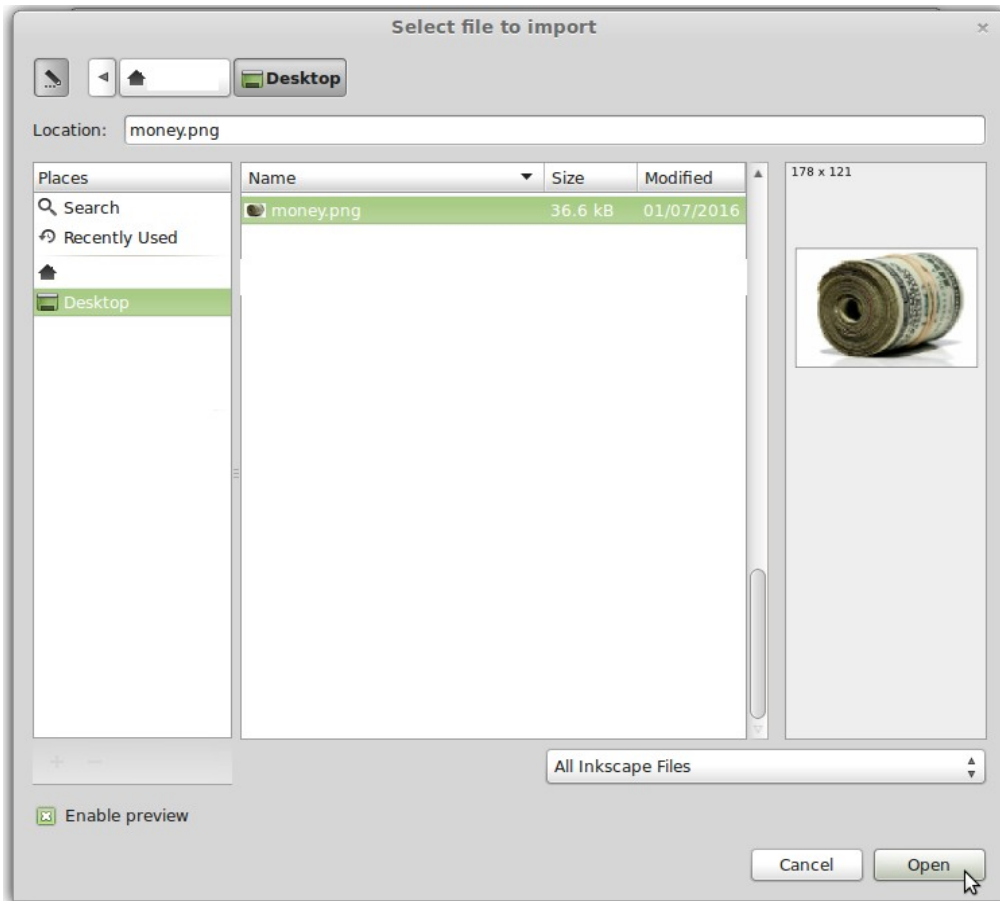 Select file to import
Desktop
Location: money.png
Places
Name Size Modified
178 x 121
Search
money.png 36.6 kB 01/07/2016
Recently Used
Desktop
All Inkscape Files
Enable preview
Cancel Open